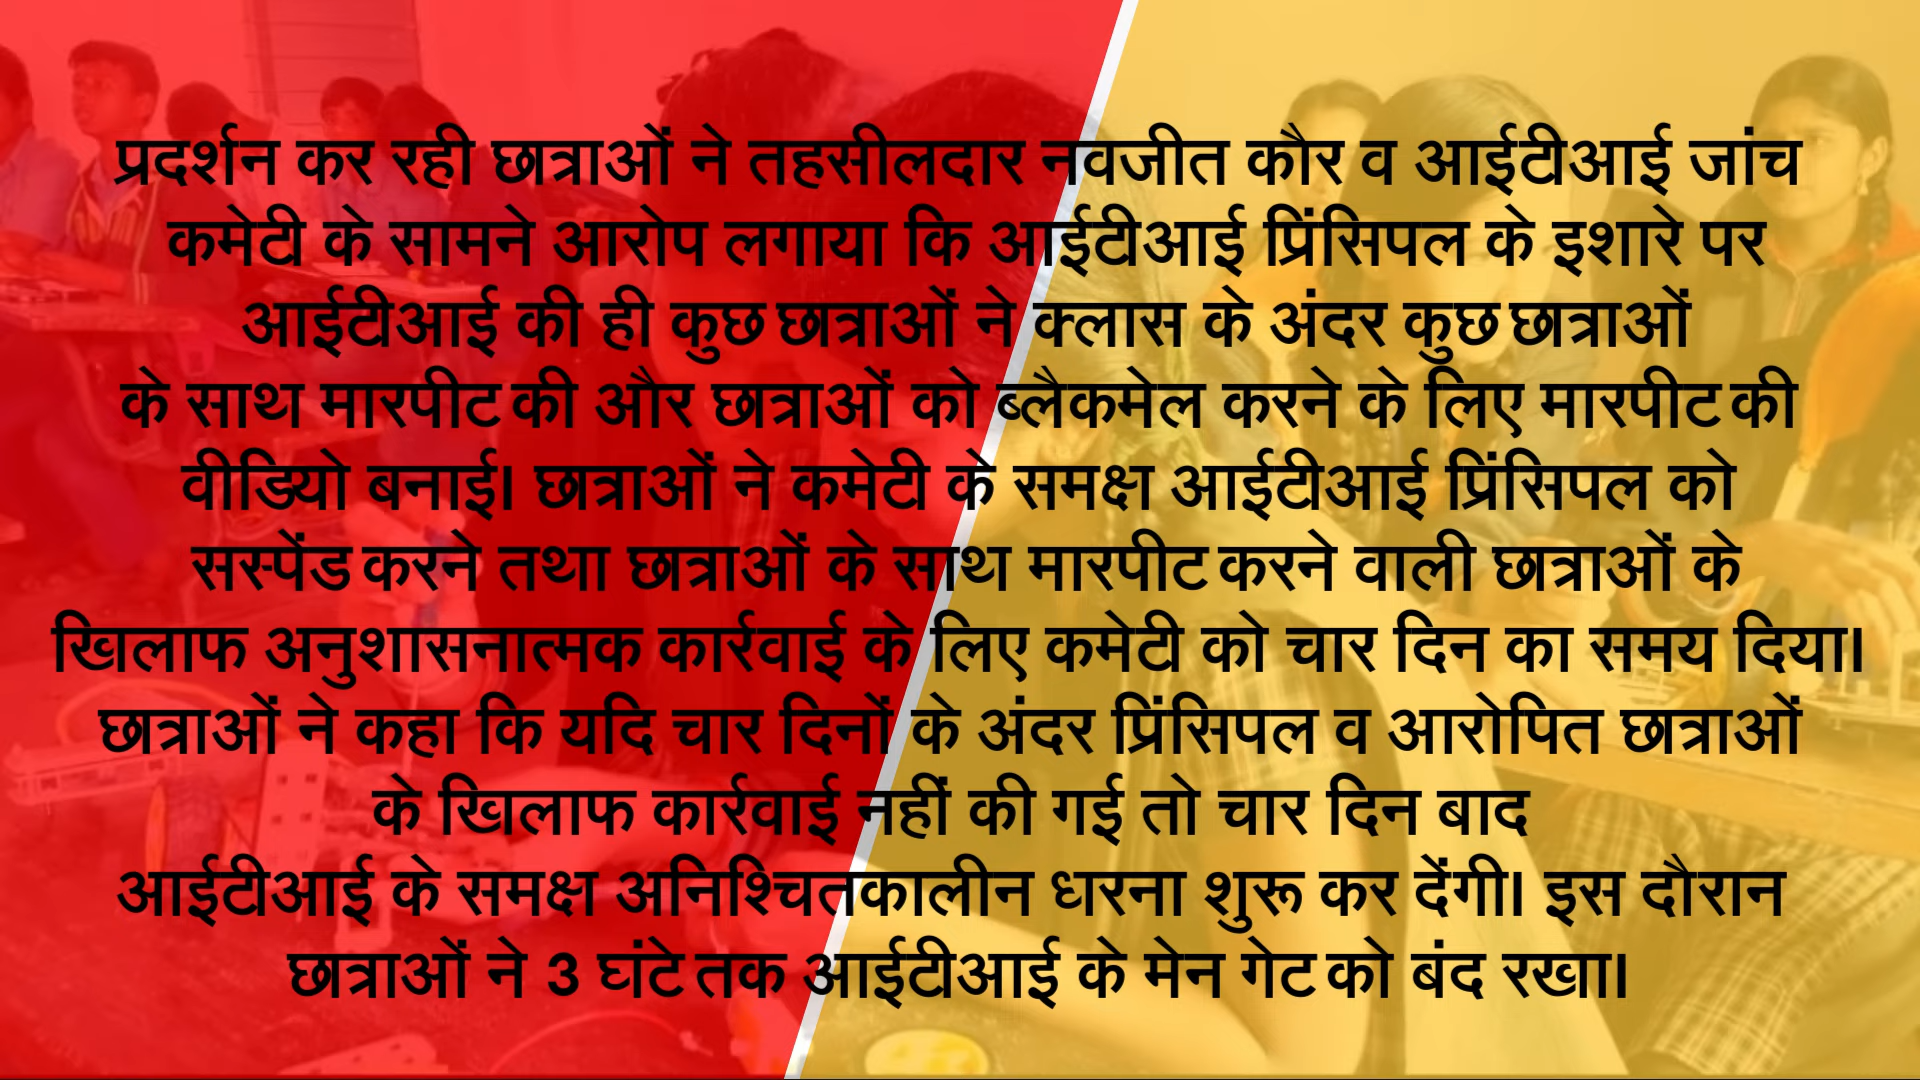 प्रदर्शन कर रही छात्राओं ने तहसीलदार नवजीत कौर व आईटीआई जांच
कमेटी के सामने आरोप लगाया कि आईटीआई प्रिंसिपल के इशारे पर
आईटीआई की ही कुछ छात्राओं ने क्लास के अंदर कुछ छात्राओं
के साथ मारपीट की और छात्राओं को ब्लैकमेल करने के लिए मारपीट की
वीडियो बनाई। छात्राओं ने कमेटी के समक्ष आईटीआई प्रिंसिपल को
सस्पेंड करने तथा छात्राओं के साथ मारपीट करने वाली छात्राओं के
खिलाफ अनुशासनात्मक कार्रवाई के लिए कमेटी को चार दिन का समय दिया।
छात्राओं ने कहा कि यदि चार दिनों के अंदर प्रिंसिपल व आरोपित छात्राओं
के खिलाफ कार्रवाई नहीं की गई तो चार दिन बाद
आईटीआई के समक्ष अनिश्चितकालीन धरना शुरू कर देंगी। इस दौरान
छात्राओं ने 3 घंटे तक आईटीआई के मेन गेट को बंद रखा।